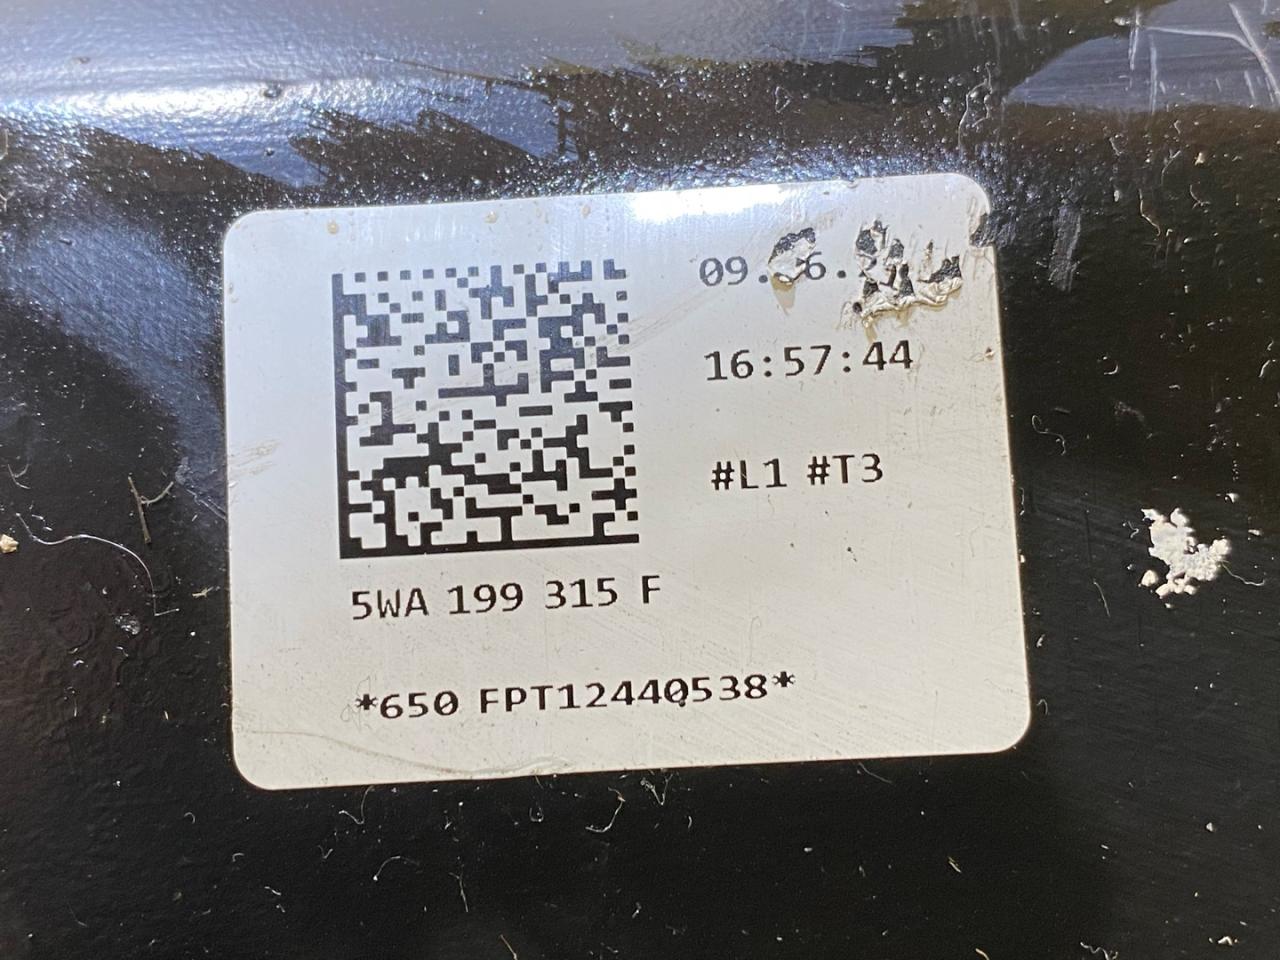 16:57:44
#L1 #T3
5WA 199 315 F
*650 FPT12440538*